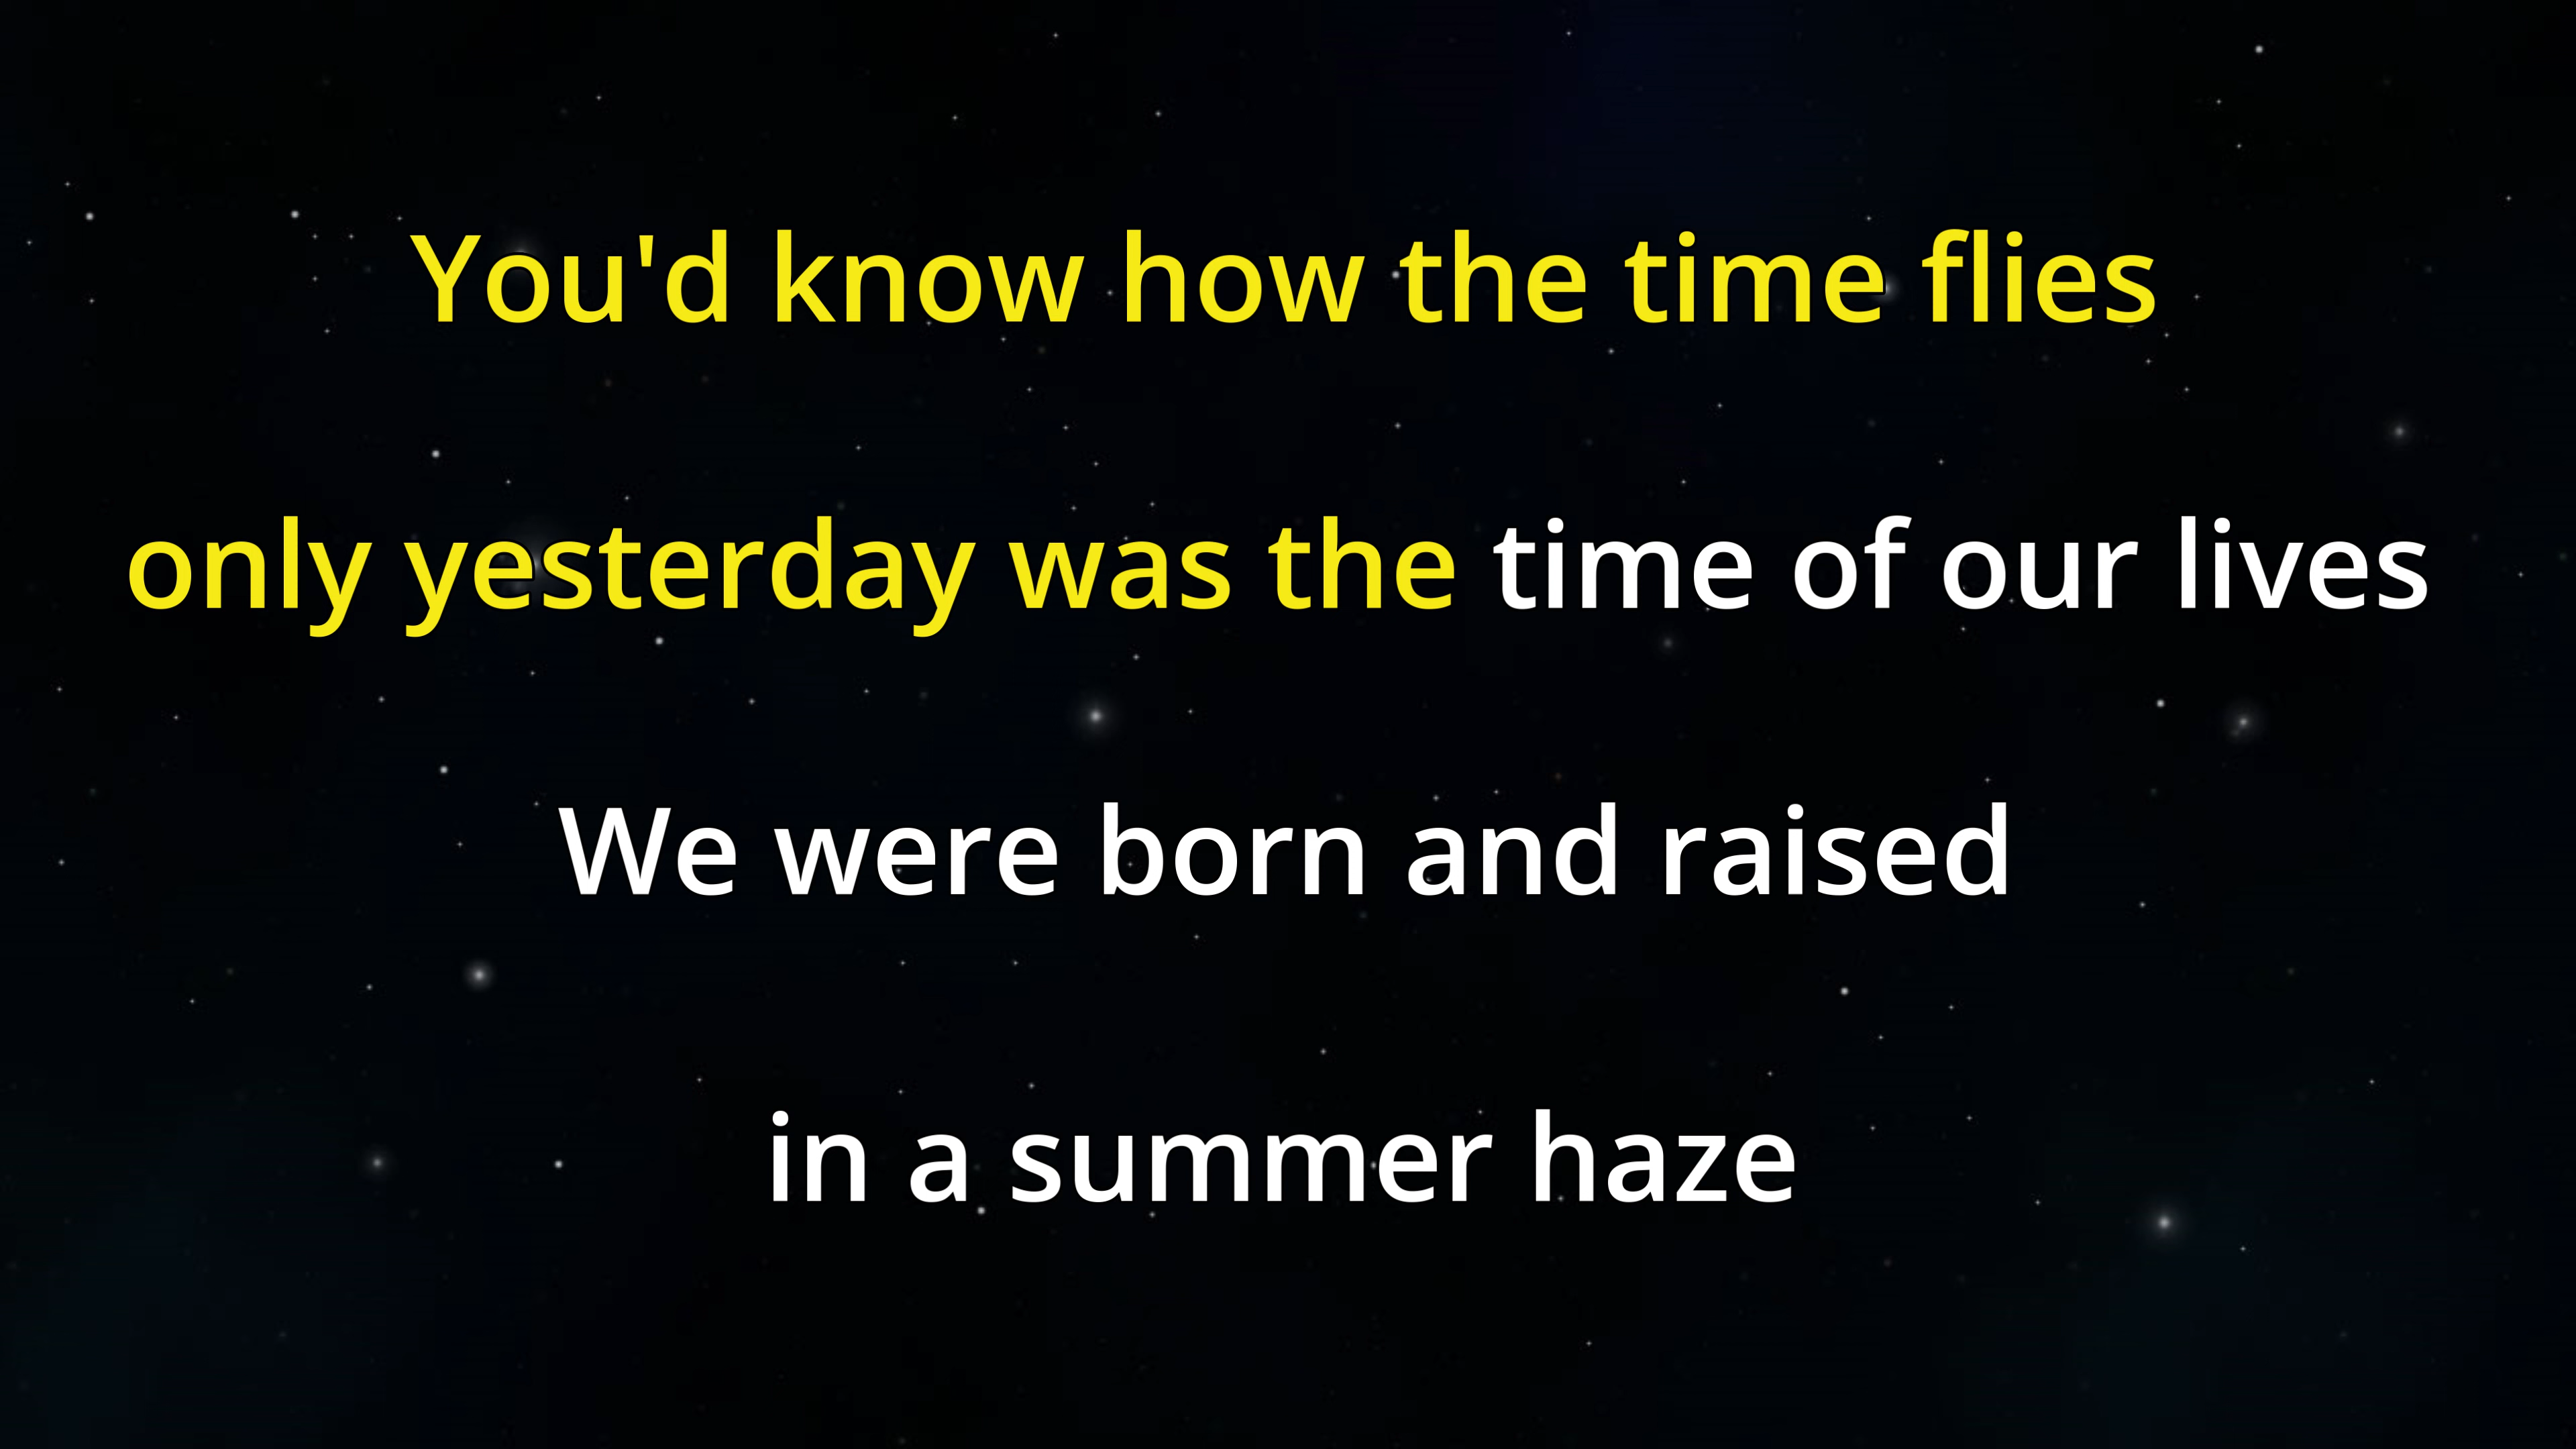 You'd know how the time flies
only yesterday was the time of our lives
We were born and raised
in a summer haze